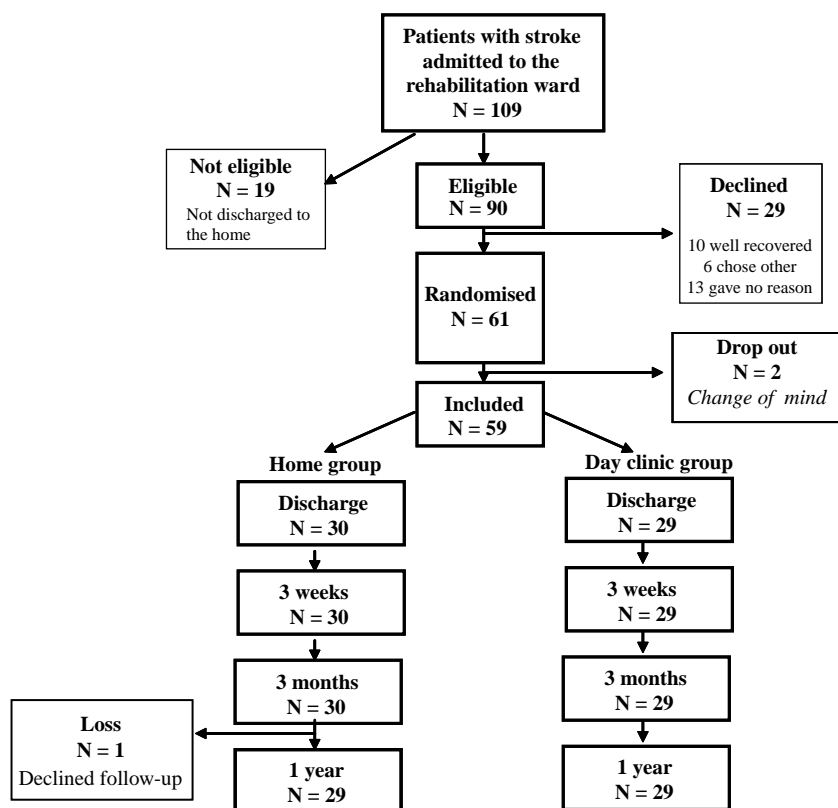 Patients with stroke
admitted to the
rehabilitation ward
N = 109
Not eligible
N = 19
Not discharged to
the home
Eligible
N = 90
Declined
N = 29
10 well recovered
6 chose other
13 gave no reason
Randomised
N = 61
Drop out
N = 2
Change of mind
Included
N = 59
Home group
Day clinic group
Discharge
N = 30
Discharge
N = 29
3 weeks
N = 30
3 weeks
N = 29
3 months
N = 30
3 months
N = 29
Loss
N = 1
Declined follow-up
1 year
N = 29
1 year
N = 29